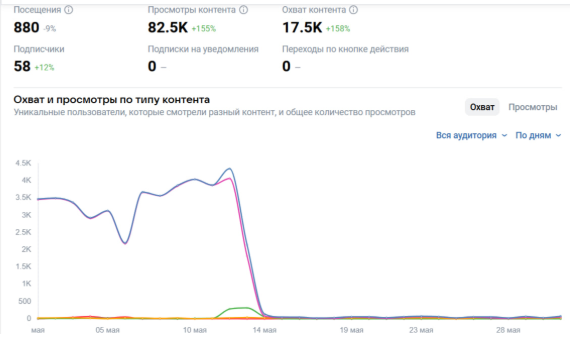 Посещения Просмотры контента Охват контента
880 -9% 82.5K +155% 17.5K +158%
Подписчики Подписки на уведомления Переходы по кнопке действия
58 +12% 0 – 0 –
Охват и просмотры по типу контента
Уникальные пользователи, которые смотрели разный контент, и общее количество просмотров
Охват Просмотры
Вся аудитория По дням
4.5K
4K
3.5K
3K
2.5K
2K
1.5K
1K
500
0
мая 05 мая 10 мая 14 мая 19 мая 23 мая 28 мая